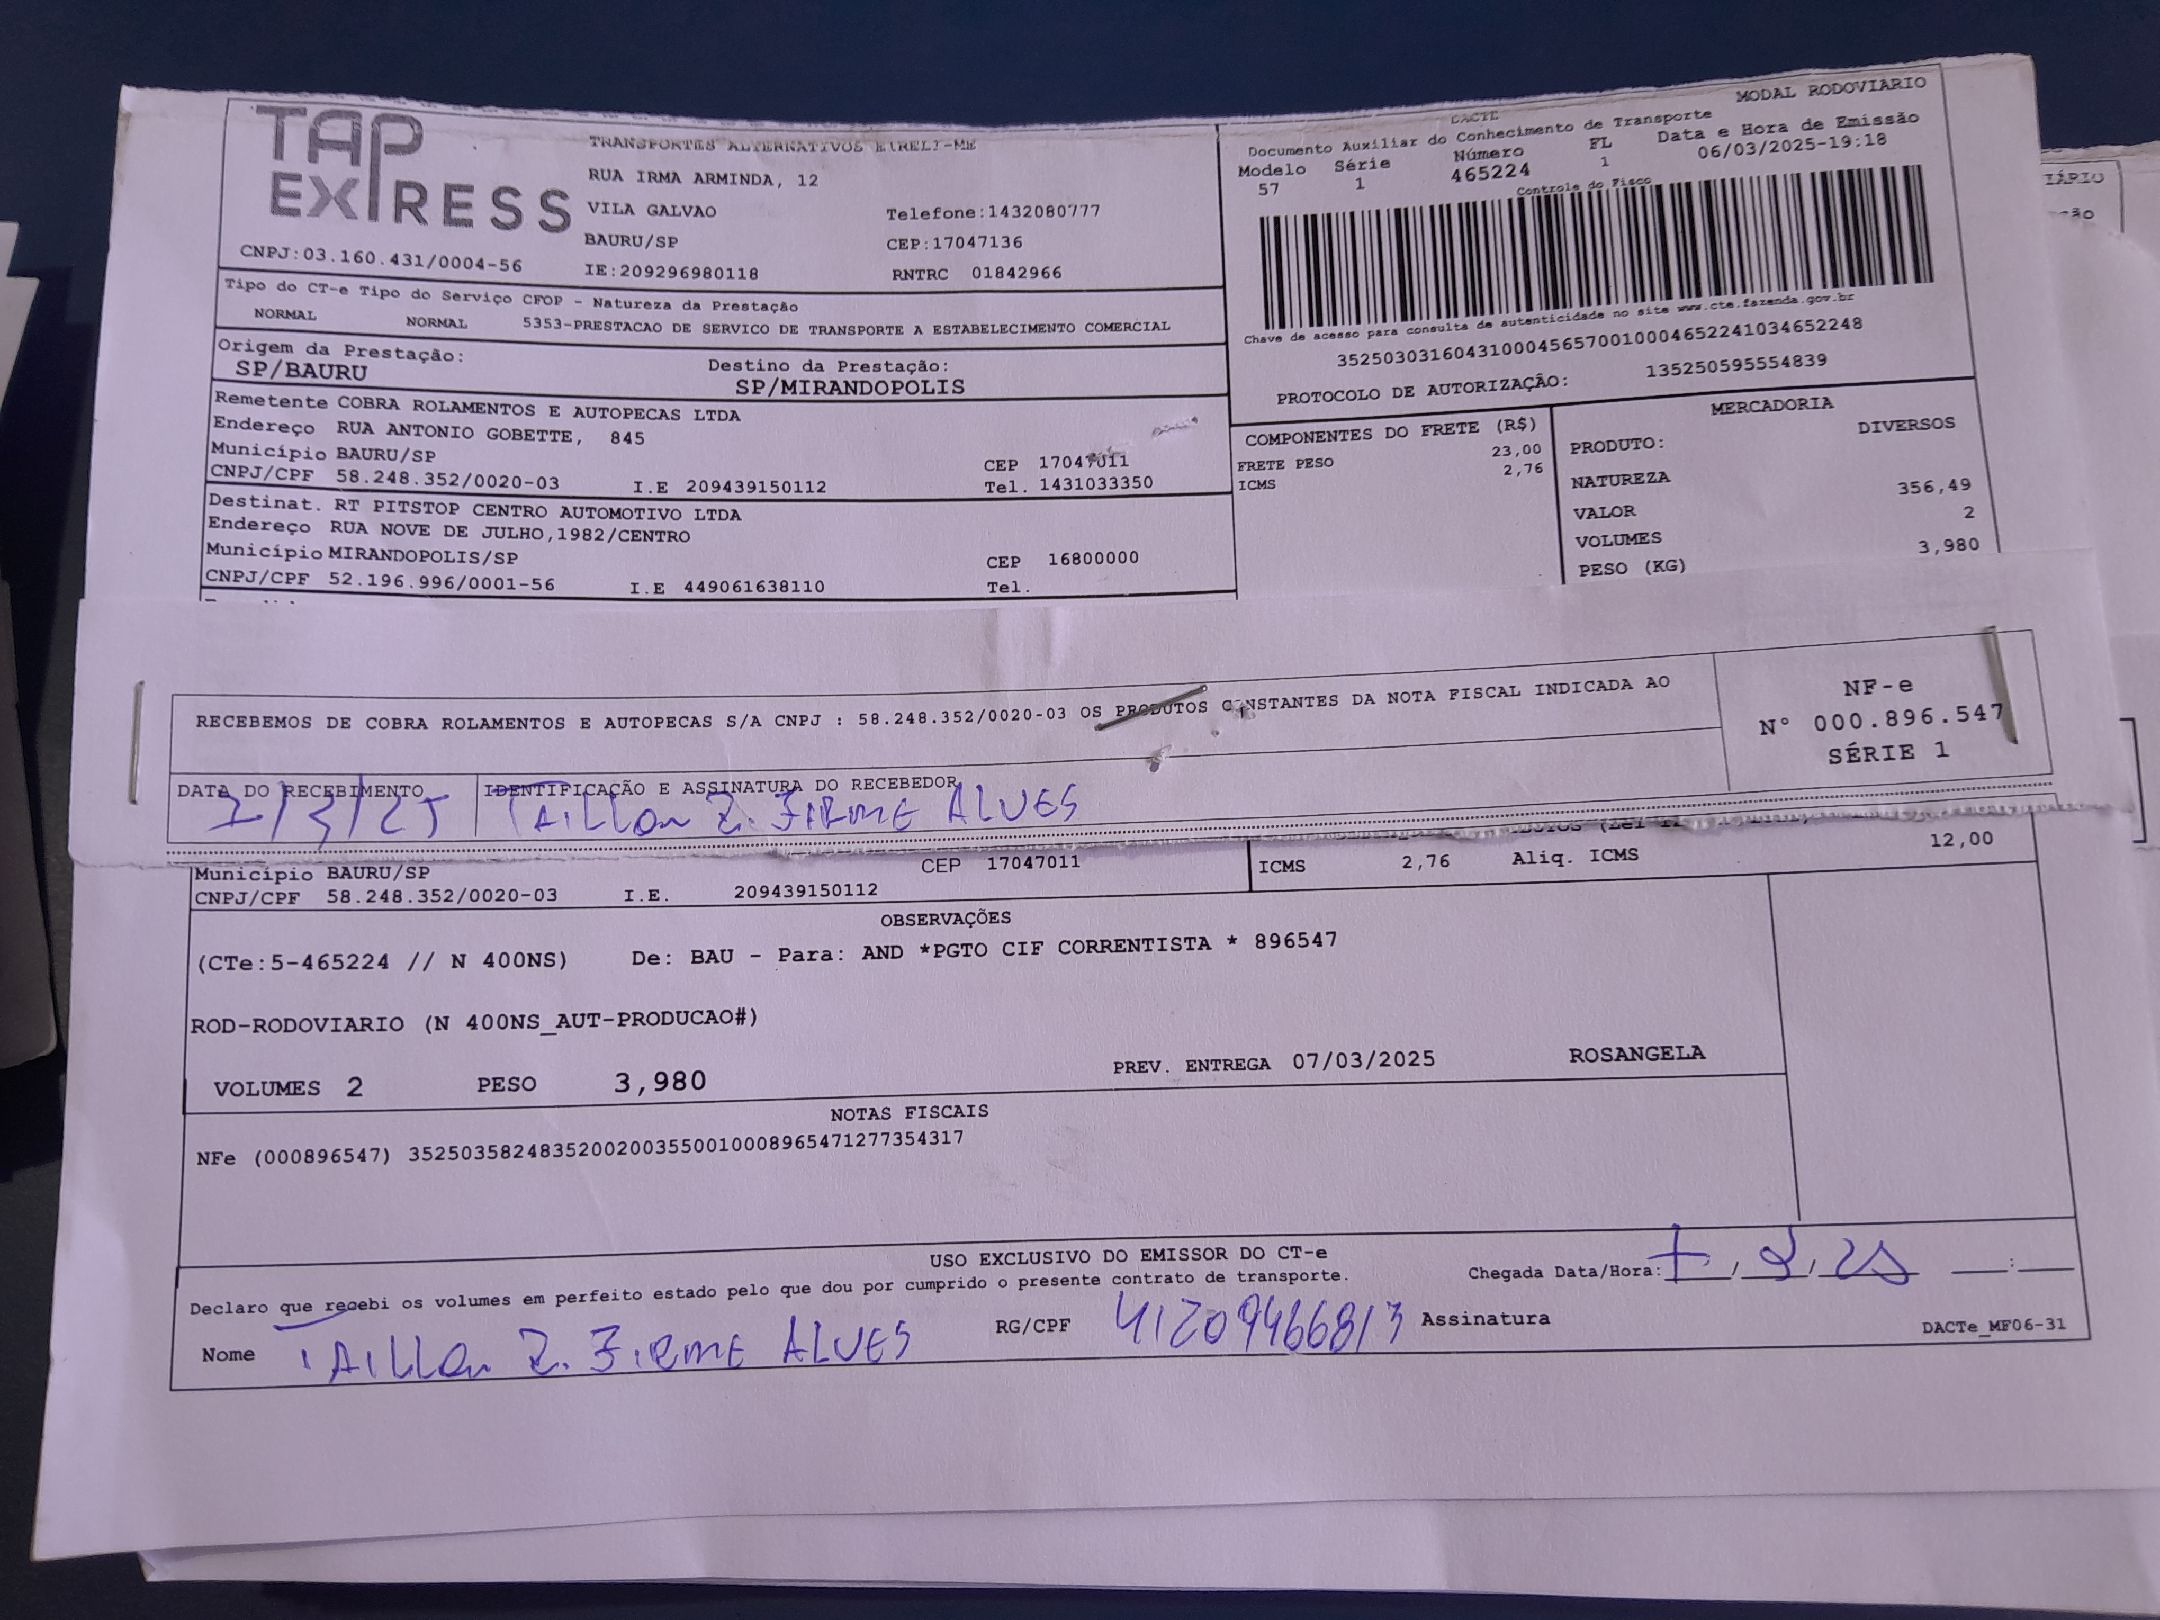 TAP
EXPRESS
TRANSPORTES ALTERNATIVOS EIRELI-ME
RUA IRMA ARMINDA, 12
VILA GALVAO Telefone:1432080777
BAURU/SP CEP:17047136
CNPJ:03.160.431/0004-56 IE:209296980118 RNTRC 01842966
DACTE MODAL RODOVIARIO
Documento Auxiliar do Conhecimento de Transporte
Modelo Série Número FL Data e Hora de Emissão
57 1 465224 1 06/03/2025-19:18
Controle do Fisco
Chave de acesso para consulta de autenticidade no site www.cte.fazenda.gov.br
35250303160431000456570010004652241034652248
PROTOCOLO DE AUTORIZAÇÃO: 135250595554839
Tipo do CT-e Tipo do Serviço CFOP - Natureza da Prestação
NORMAL NORMAL 5353-PRESTACAO DE SERVICO DE TRANSPORTE A ESTABELECIMENTO COMERCIAL
Origem da Prestação: Destino da Prestação:
SP/BAURU SP/MIRANDOPOLIS
Remetente COBRA ROLAMENTOS E AUTOPECAS LTDA
Endereço RUA ANTONIO GOBETTE, 845
Município BAURU/SP CEP 17047011
CNPJ/CPF 58.248.352/0020-03 I.E 209439150112 Tel. 1431033350
Destinat. RT PITSTOP CENTRO AUTOMOTIVO LTDA
Endereço RUA NOVE DE JULHO,1982/CENTRO
Município MIRANDOPOLIS/SP CEP 16800000
CNPJ/CPF 52.196.996/0001-56 I.E 449061638110 Tel.
COMPONENTES DO FRETE (R$)
FRETE PESO 23,00
ICMS 2,76
MERCADORIA
PRODUTO: DIVERSOS
NATUREZA
VALOR 356,49
VOLUMES 2
PESO (KG) 3,980
RECEBEMOS DE COBRA ROLAMENTOS E AUTOPECAS S/A CNPJ : 58.248.352/0020-03 OS PRODUTOS CONSTANTES DA NOTA FISCAL INDICADA AO
NF-e
N° 000.896.547
SÉRIE 1
DATA DO RECEBIMENTO IDENTIFICAÇÃO E ASSINATURA DO RECEBEDOR
7/3/25 TAILLON Z. FIRME ALVES
Município BAURU/SP CEP 17047011
CNPJ/CPF 58.248.352/0020-03 I.E. 209439150112
ICMS 2,76 Aliq. ICMS 12,00
OBSERVAÇÕES
(CTe:5-465224 // N 400NS) De: BAU - Para: AND *PGTO CIF CORRENTISTA * 896547
ROD-RODOVIARIO (N 400NS_AUT-PRODUCAO#)
VOLUMES 2 PESO 3,980 PREV. ENTREGA 07/03/2025 ROSANGELA
NOTAS FISCAIS
NFe (000896547) 35250358248352002003550010008965471277354317
USO EXCLUSIVO DO EMISSOR DO CT-e
Declaro que recebi os volumes em perfeito estado pelo que dou por cumprido o presente contrato de transporte. Chegada Data/Hora: 7/3/25 __:__
Nome TAILLON Z. FIRME ALVES RG/CPF 41209466813 Assinatura
DACTe_MF06-31